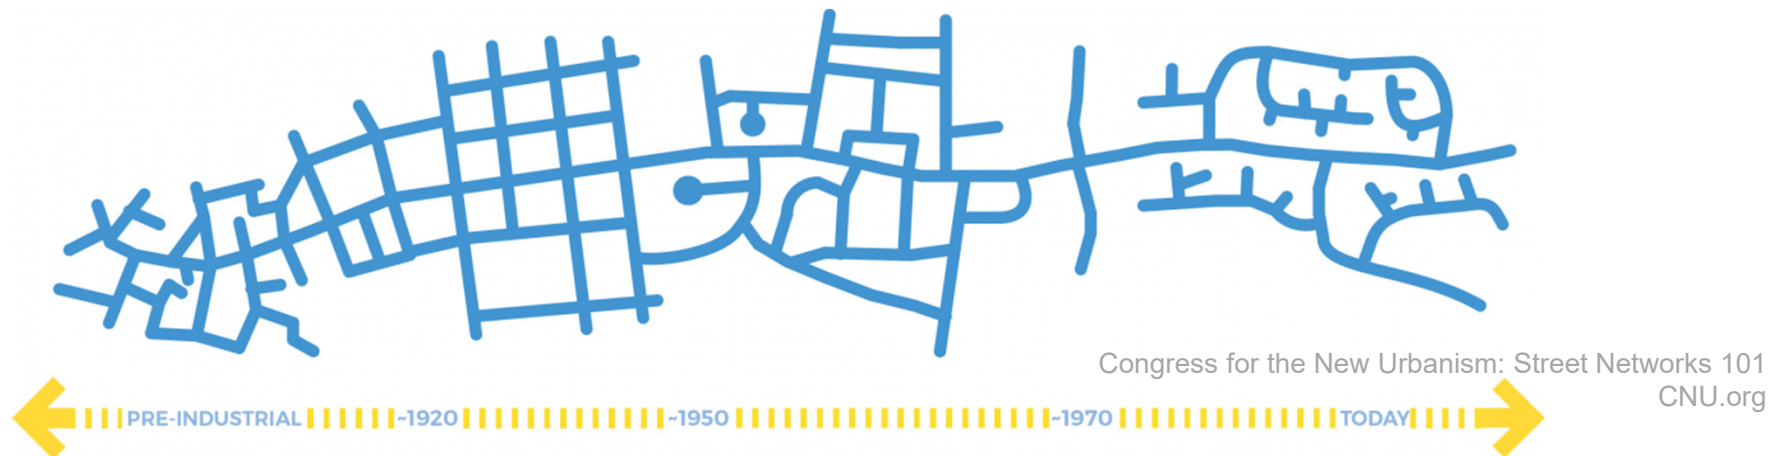 Congress for the New Urbanism: Street Networks 101
CNU.org
PRE-INDUSTRIAL ~1920 ~1950 ~1970 TODAY